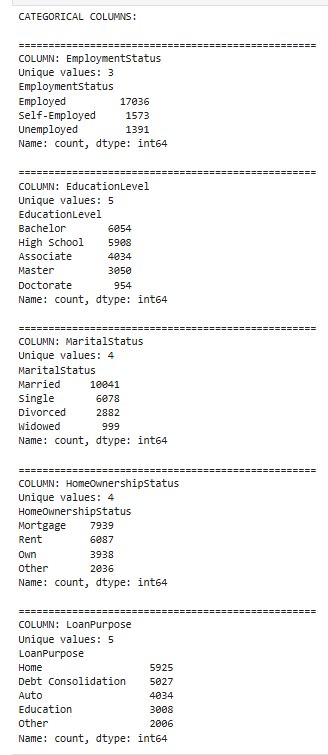 CATEGORICAL COLUMNS:
==================================================
COLUMN: EmploymentStatus
Unique values: 3
EmploymentStatus
Employed         17036
Self-Employed     1573
Unemployed        1391
Name: count, dtype: int64
==================================================
COLUMN: EducationLevel
Unique values: 5
EducationLevel
Bachelor       6054
High School    5908
Associate      4034
Master         3050
Doctorate       954
Name: count, dtype: int64
==================================================
COLUMN: MaritalStatus
Unique values: 4
MaritalStatus
Married     10041
Single       6078
Divorced     2882
Widowed       999
Name: count, dtype: int64
==================================================
COLUMN: HomeOwnershipStatus
Unique values: 4
HomeOwnershipStatus
Mortgage    7939
Rent        6087
Own         3938
Other       2036
Name: count, dtype: int64
==================================================
COLUMN: LoanPurpose
Unique values: 5
LoanPurpose
Home                  5925
Debt Consolidation    5027
Auto                  4034
Education             3008
Other                 2006
Name: count, dtype: int64